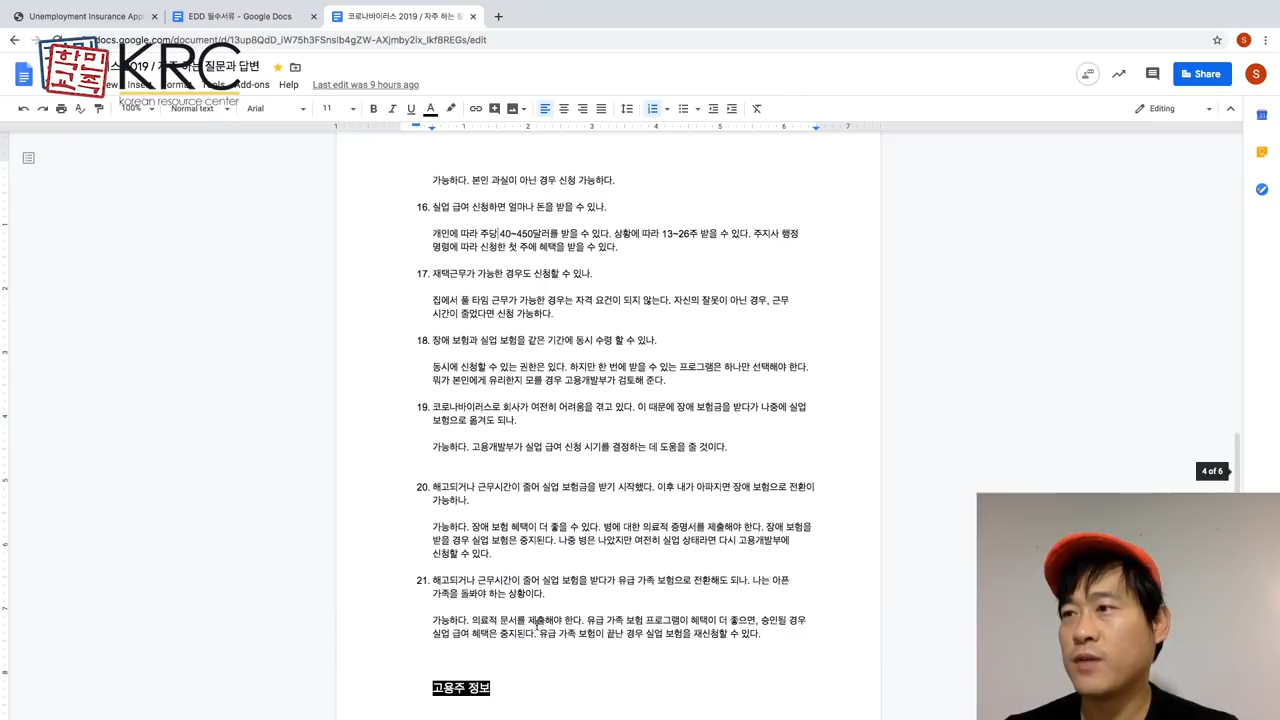 Unemployment Insurance App
EDD 필수서류 - Google Docs
코로나바이러스 2019 / 자주 하는 질
docs.google.com/document/d/13up8QdD_iW75h3FSnsIb4gZW-AXjmby2ix_lkf8REGs/edit
학미
교족
KRC
korean resource center
2019 / 자주 하는 질문과 답변
Insert Format Tools Add-ons Help Last edit was 9 hours ago
Share
S
100% Normal text Arial 11 B I U A Editing
1 1 2 3 4 5 6 7
가능하다. 본인 과실이 아닌 경우 신청 가능하다.
16. 실업 급여 신청하면 얼마나 돈을 받을 수 있나.
개인에 따라 주당 40~450달러를 받을 수 있다. 상황에 따라 13~26주 받을 수 있다. 주지사 행정
명령에 따라 신청한 첫 주에 혜택을 받을 수 있다.
17. 재택근무가 가능한 경우도 신청할 수 있나.
집에서 풀 타임 근무가 가능한 경우는 자격 요건이 되지 않는다. 자신의 잘못이 아닌 경우, 근무
시간이 줄었다면 신청 가능하다.
18. 장애 보험과 실업 보험을 같은 기간에 동시 수령 할 수 있나.
동시에 신청할 수 있는 권한은 있다. 하지만 한 번에 받을 수 있는 프로그램은 하나만 선택해야 한다.
뭐가 본인에게 유리한지 모를 경우 고용개발부가 검토해 준다.
19. 코로나바이러스로 회사가 여전히 어려움을 겪고 있다. 이 때문에 장애 보험금을 받다가 나중에 실업
보험으로 옮겨도 되나.
가능하다. 고용개발부가 실업 급여 신청 시기를 결정하는 데 도움을 줄 것이다.
4 of 6
20. 해고되거나 근무시간이 줄어 실업 보험금을 받기 시작했다. 이후 내가 아파지면 장애 보험으로 전환이
가능하나.
가능하다. 장애 보험 혜택이 더 좋을 수 있다. 병에 대한 의료적 증명서를 제출해야 한다. 장애 보험을
받을 경우 실업 보험은 중지된다. 나중 병은 나았지만 여전히 실업 상태라면 다시 고용개발부에
신청할 수 있다.
21. 해고되거나 근무시간이 줄어 실업 보험을 받다가 유급 가족 보험으로 전환해도 되나. 나는 아픈
가족을 돌봐야 하는 상황이다.
가능하다. 의료적 문서를 제출해야 한다. 유급 가족 보험 프로그램이 혜택이 더 좋으면, 승인될 경우
실업 급여 혜택은 중지된다. 유급 가족 보험이 끝난 경우 실업 보험을 재신청할 수 있다.
고용주 정보